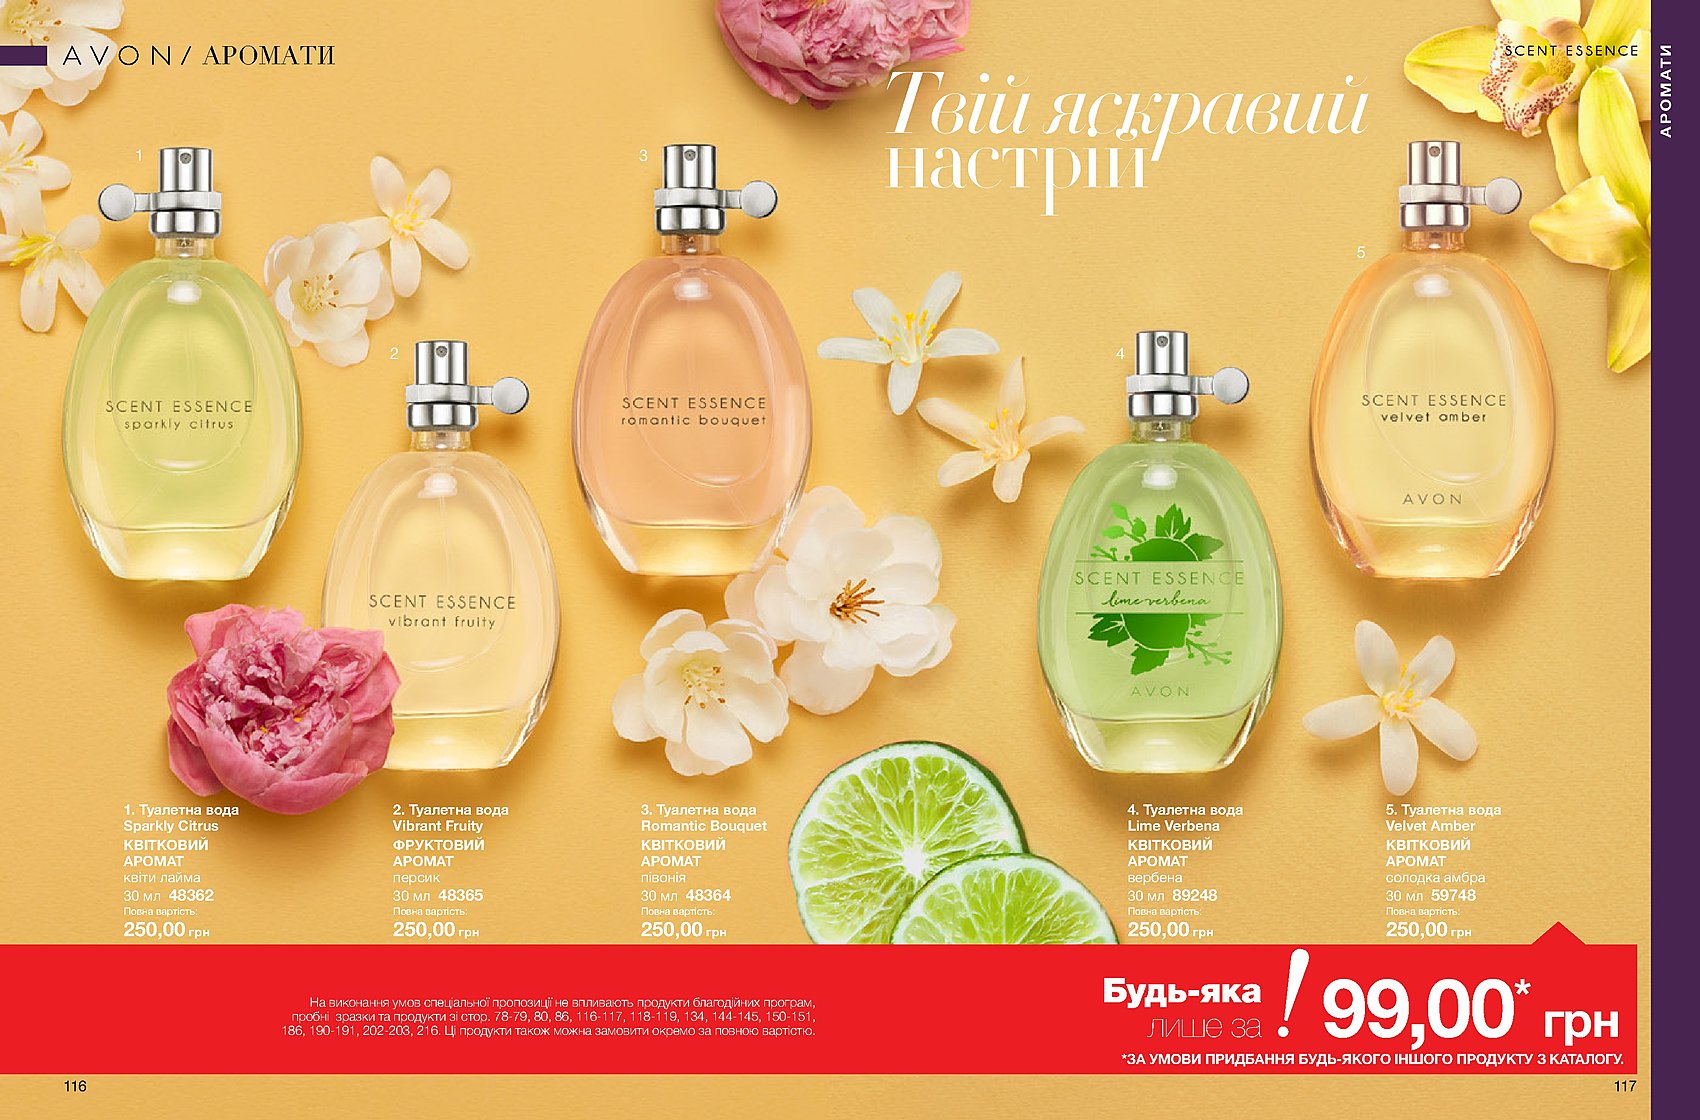 AVON/ АРОМАТИ
SCENT ESSENCE
АРОМАТИ
Твій яскравий
настрій
1
SCENT ESSENCE
sparkly citrus
2
SCENT ESSENCE
vibrant fruity
3
SCENT ESSENCE
romantic bouquet
4
SCENT ESSENCE
lime verbena
AVON
5
SCENT ESSENCE
velvet amber
AVON
1. Туалетна вода
Sparkly Citrus
КВІТКОВИЙ
АРОМАТ
квіти лайма
30 мл 48362
Повна вартість:
250,00 грн
2. Туалетна вода
Vibrant Fruity
ФРУКТОВИЙ
АРОМАТ
персик
30 мл 48365
Повна вартість:
250,00 грн
3. Туалетна вода
Romantic Bouquet
КВІТКОВИЙ
АРОМАТ
півонія
30 мл 48364
Повна вартість:
250,00 грн
4. Туалетна вода
Lime Verbena
КВІТКОВИЙ
АРОМАТ
вербена
30 мл 89248
Повна вартість:
250,00 грн
5. Туалетна вода
Velvet Amber
КВІТКОВИЙ
АРОМАТ
солодка амбра
30 мл 59748
Повна вартість:
250,00 грн
На виконання умов спеціальної пропозиції не впливають продукти благодійних програм,
пробні зразки та продукти зі стор. 78-79, 80, 86, 116-117, 118-119, 134, 144-145, 150-151,
186, 190-191, 202-203, 216. Ці продукти також можна замовити окремо за повною вартістю.
Будь-яка
лише за ! 99,00* грн
*ЗА УМОВИ ПРИДБАННЯ БУДЬ-ЯКОГО ІНШОГО ПРОДУКТУ З КАТАЛОГУ.
116
117